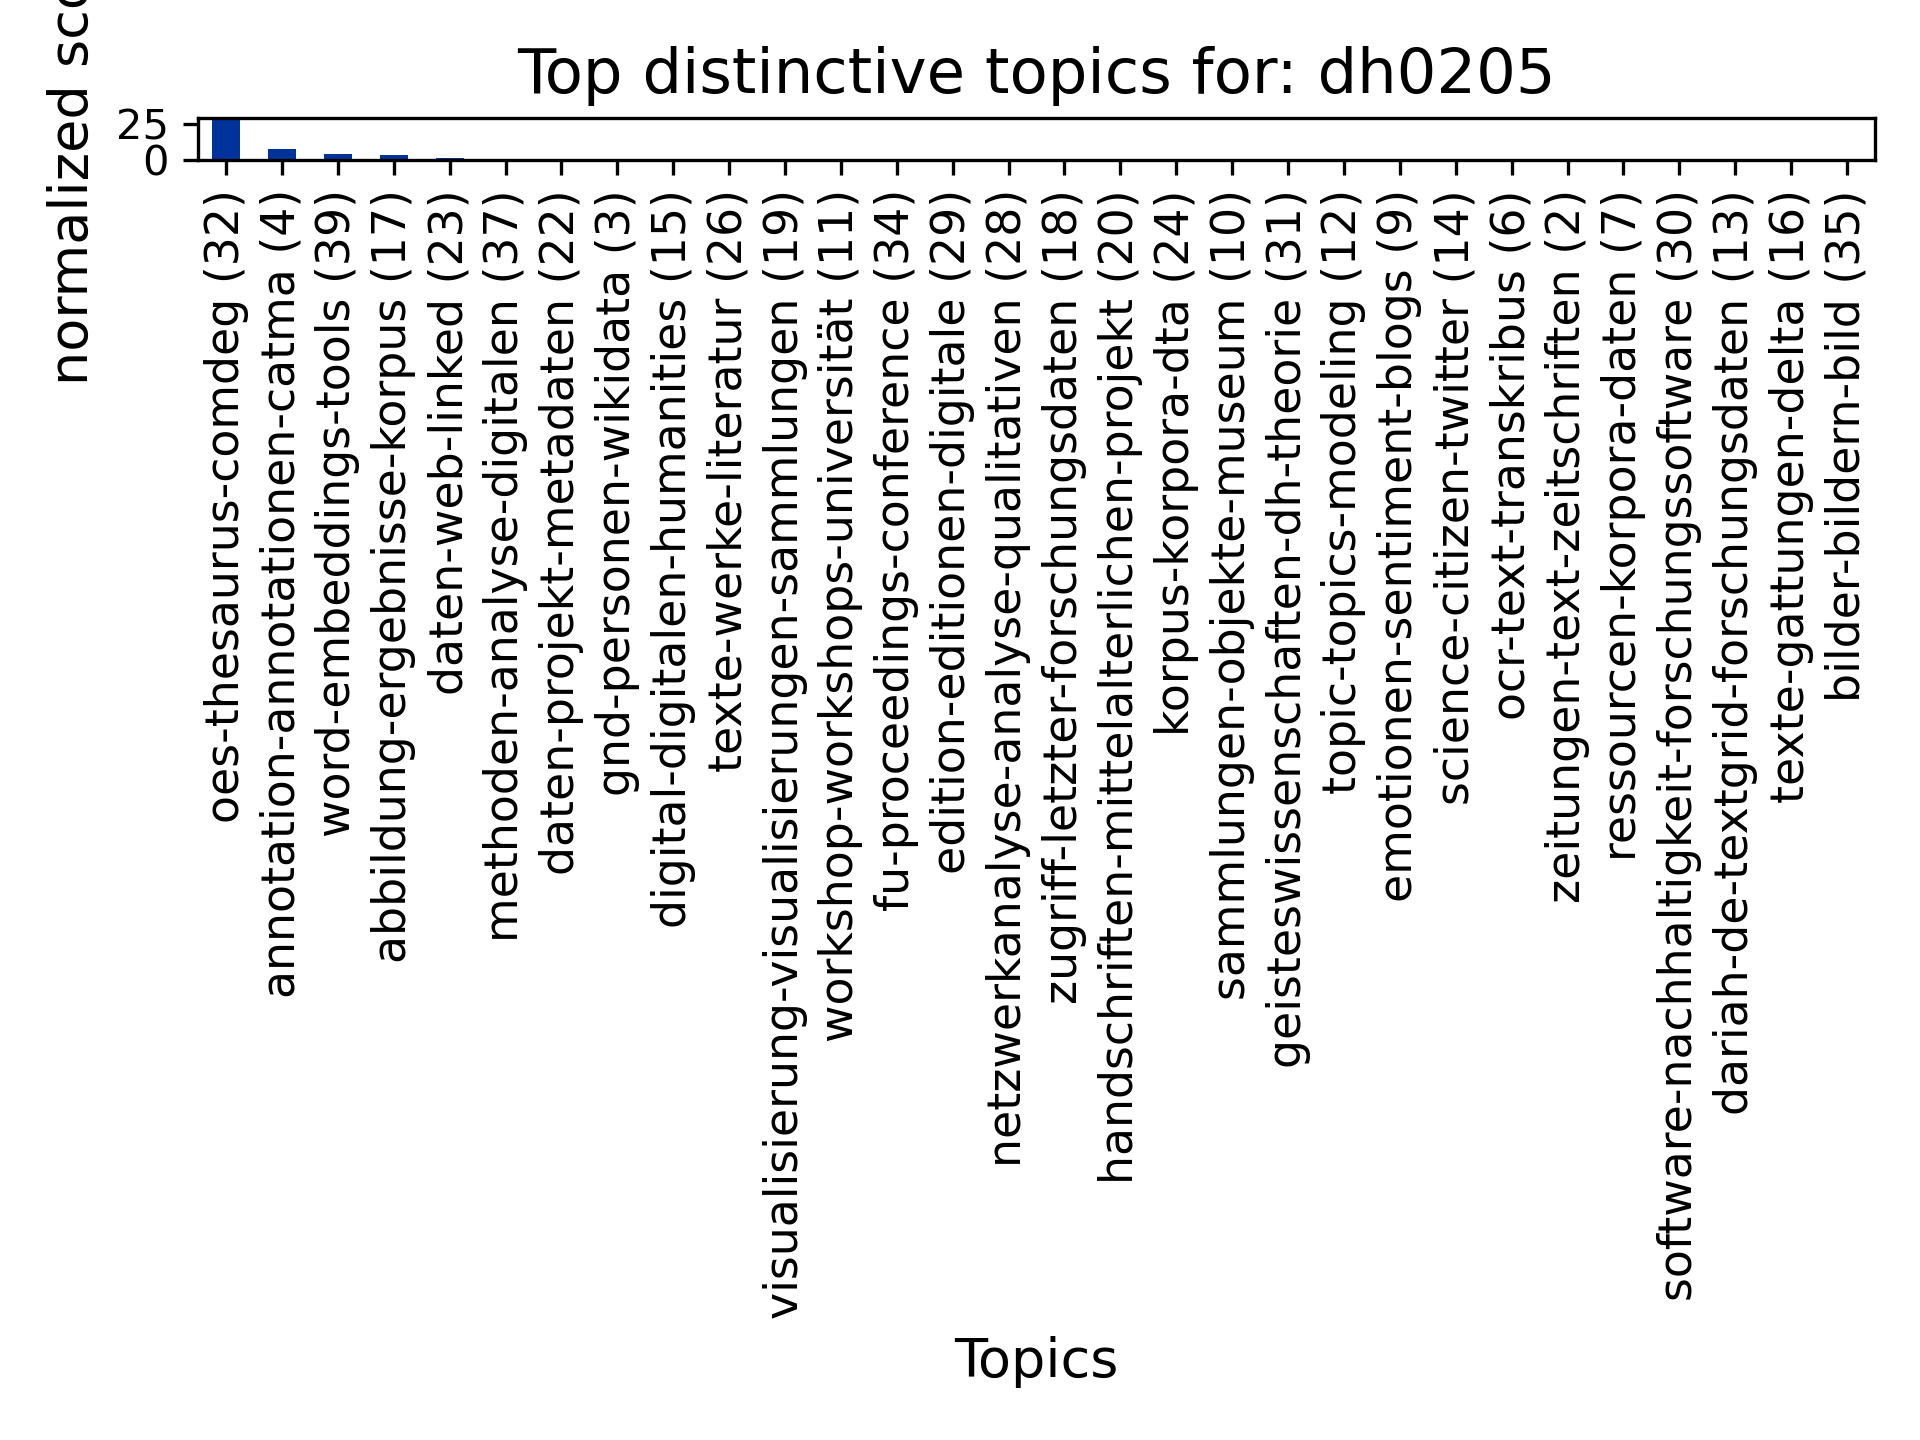 Top distinctive topics for: dh0205
normalized
25
0
oes-thesaurus-comdeg (32)
annotation-annotationen-catma (4)
word-embeddings-tools (39)
abbildung-ergebnisse-korpus (17)
daten-web-linked (23)
methoden-analyse-digitalen (37)
daten-projekt-metadaten (22)
gnd-personen-wikidata (3)
digital-digitalen-humanities (15)
texte-werke-literatur (26)
visualisierung-visualisierungen-sammlungen (19)
workshop-workshops-universität (11)
fu-proceedings-conference (34)
edition-editionen-digitale (29)
netzwerkanalyse-analyse-qualitativen (28)
zugriff-letzter-forschungsdaten (18)
handschriften-mittelalterlichen-projekt (20)
korpus-korpora-dta (24)
sammlungen-objekte-museum (10)
geisteswissenschaften-dh-theorie (31)
topic-topics-modeling (12)
emotionen-sentiment-blogs (9)
science-citizen-twitter (14)
ocr-text-transkribus (6)
zeitungen-text-zeitschriften (2)
ressourcen-korpora-daten (7)
software-nachhaltigkeit-forschungssoftware (30)
dariah-de-textgrid-forschungsdaten (13)
texte-gattungen-delta (16)
bilder-bildern-bild (35)
Topics